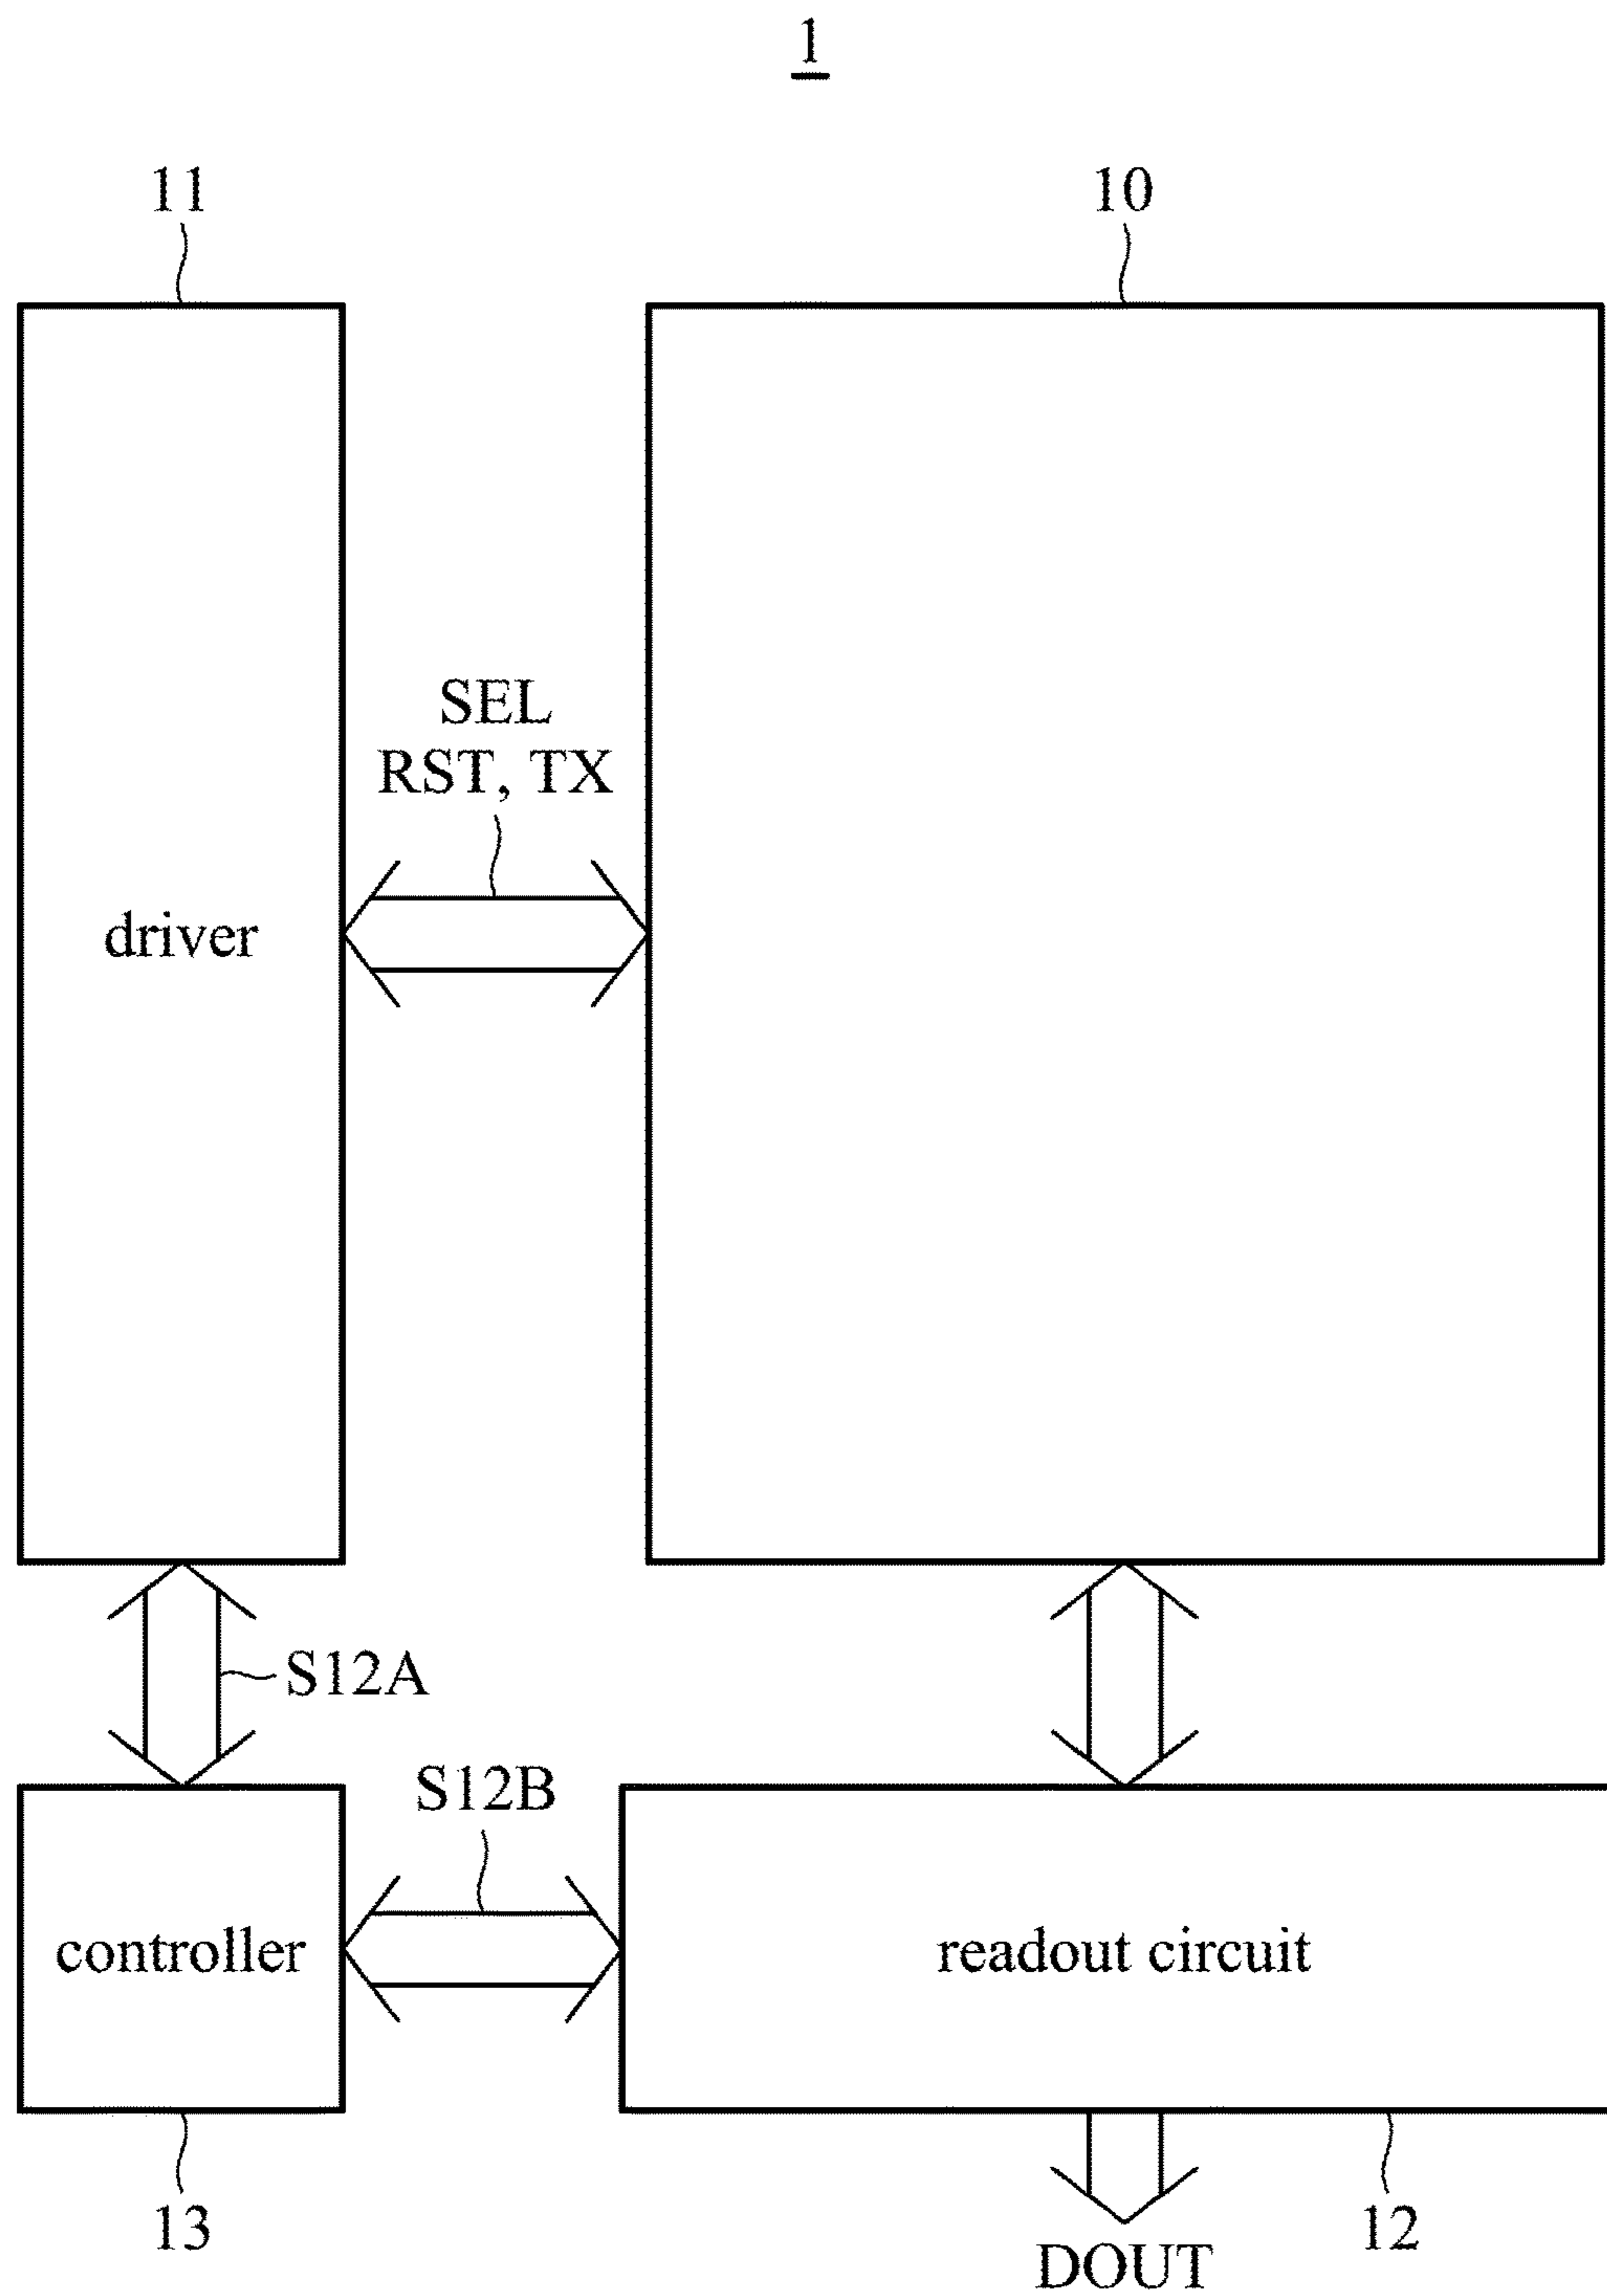 1
11
10
SEL
RST, TX
driver
S12A
S12B
controller
readout circuit
13
12
DOUT